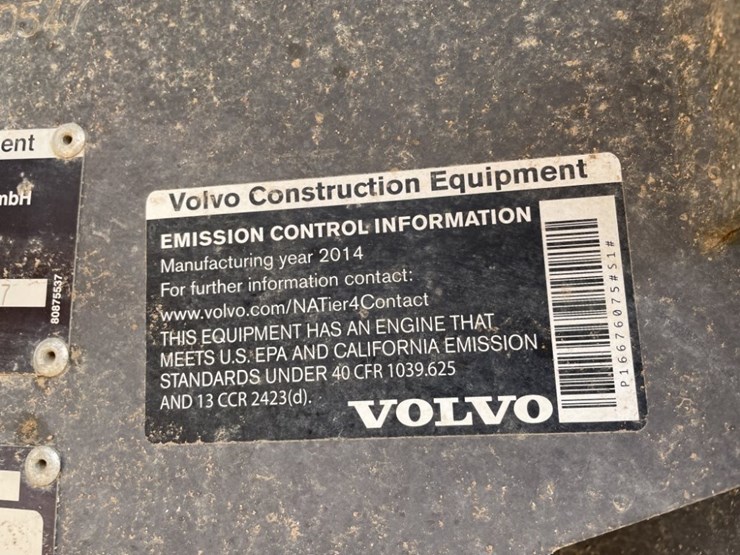 ent
mbH
7
80875537
Volvo Construction Equipment
EMISSION CONTROL INFORMATION
Manufacturing year 2014
For further information contact:
www.volvo.com/NATier4Contact
THIS EQUIPMENT HAS AN ENGINE THAT
MEETS U.S. EPA AND CALIFORNIA EMISSION
STANDARDS UNDER 40 CFR 1039.625
AND 13 CCR 2423(d).
VOLVO
P16676075#S1#